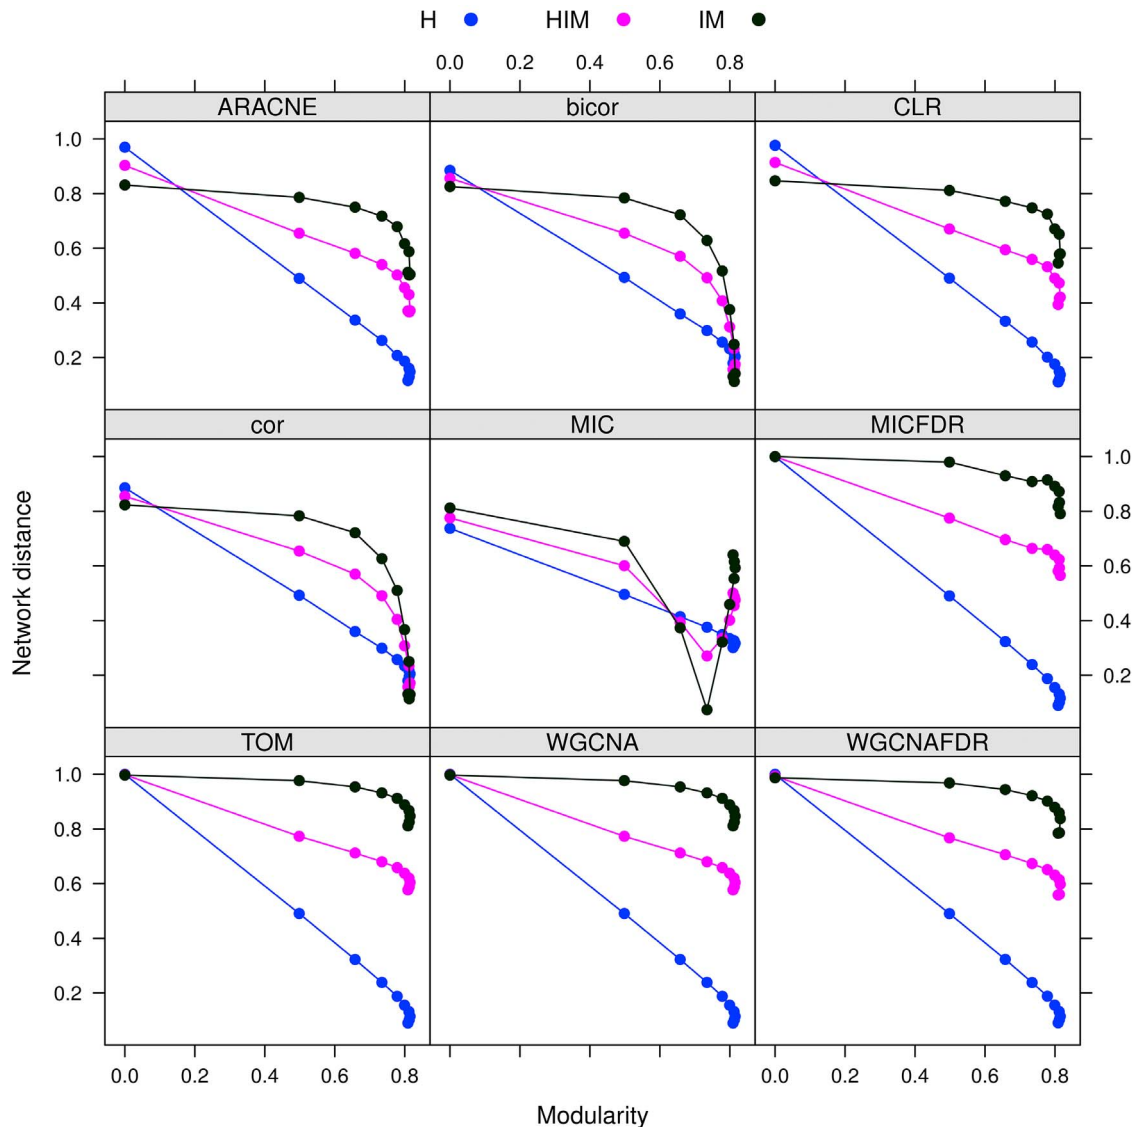 H HIM IM
0.0 0.2 0.4 0.6 0.8
ARACNE bicor CLR
1.0
0.8
0.6
0.4
0.2
cor MIC MICFDR
1.0
0.8
0.6
0.4
0.2
Network distance
TOM WGCNA WGCNAFDR
1.0
0.8
0.6
0.4
0.2
0.0 0.2 0.4 0.6 0.8 0.0 0.2 0.4 0.6 0.8
Modularity